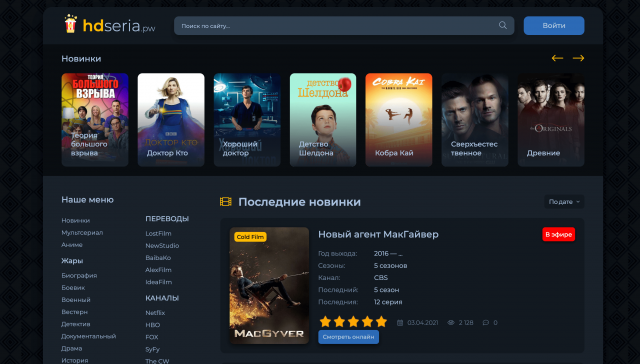 hdseria.pw
Поиск по сайту...
Войти
Новинки
ТЕОРИЯ
БОЛЬШОГО
ВЗРЫВА
Теория
большого
взрыва
ДОКТОР КТО
Доктор Кто
Хороший
доктор
ДЕТСТВО
Шелдона
Детство
Шелдона
COBRA KAI
Кобра Кай
Сверхъестес
твенное
THE ORIGINALS
Древние
Наше меню
Новинки
Мультсериал
Аниме
Жары
Биография
Боевик
Военный
Вестерн
Детектив
Документальный
Драма
История
ПЕРЕВОДЫ
LostFilm
NewStudio
BaibaKo
AlexFilm
IdeaFilm
КАНАЛЫ
Netflix
HBO
FOX
SyFy
The CW
Последние новинки
По дате
Cold Film
MACGYVER
Новый агент МакГайвер
В эфире
Год выхода: 2016 — ...
Сезоны: 5 сезонов
Канал: CBS
Последний: 5 сезон
Последняя: 12 серия
03.04.2021 2 128 0
Смотреть онлайн